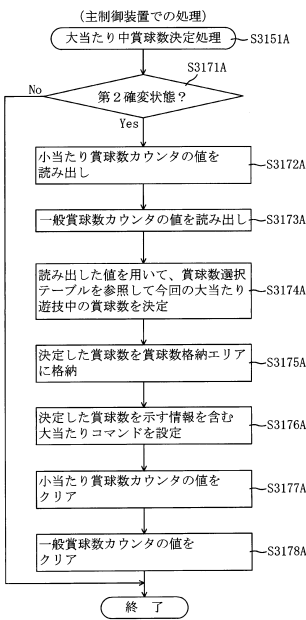 (主制御装置での処理)
大当たり中賞球数決定処理
S3151A
S3171A
No
第2確変状態?
Yes
小当たり賞球数カウンタの値を
読み出し
S3172A
一般賞球数カウンタの値を読み出し
S3173A
読み出した値を用いて、賞球数選択
テーブルを参照して今回の大当たり
遊技中の賞球数を決定
S3174A
決定した賞球数を賞球数格納エリア
に格納
S3175A
決定した賞球数を示す情報を含む
大当たりコマンドを設定
S3176A
小当たり賞球数カウンタの値を
クリア
S3177A
一般賞球数カウンタの値を
クリア
S3178A
終 了